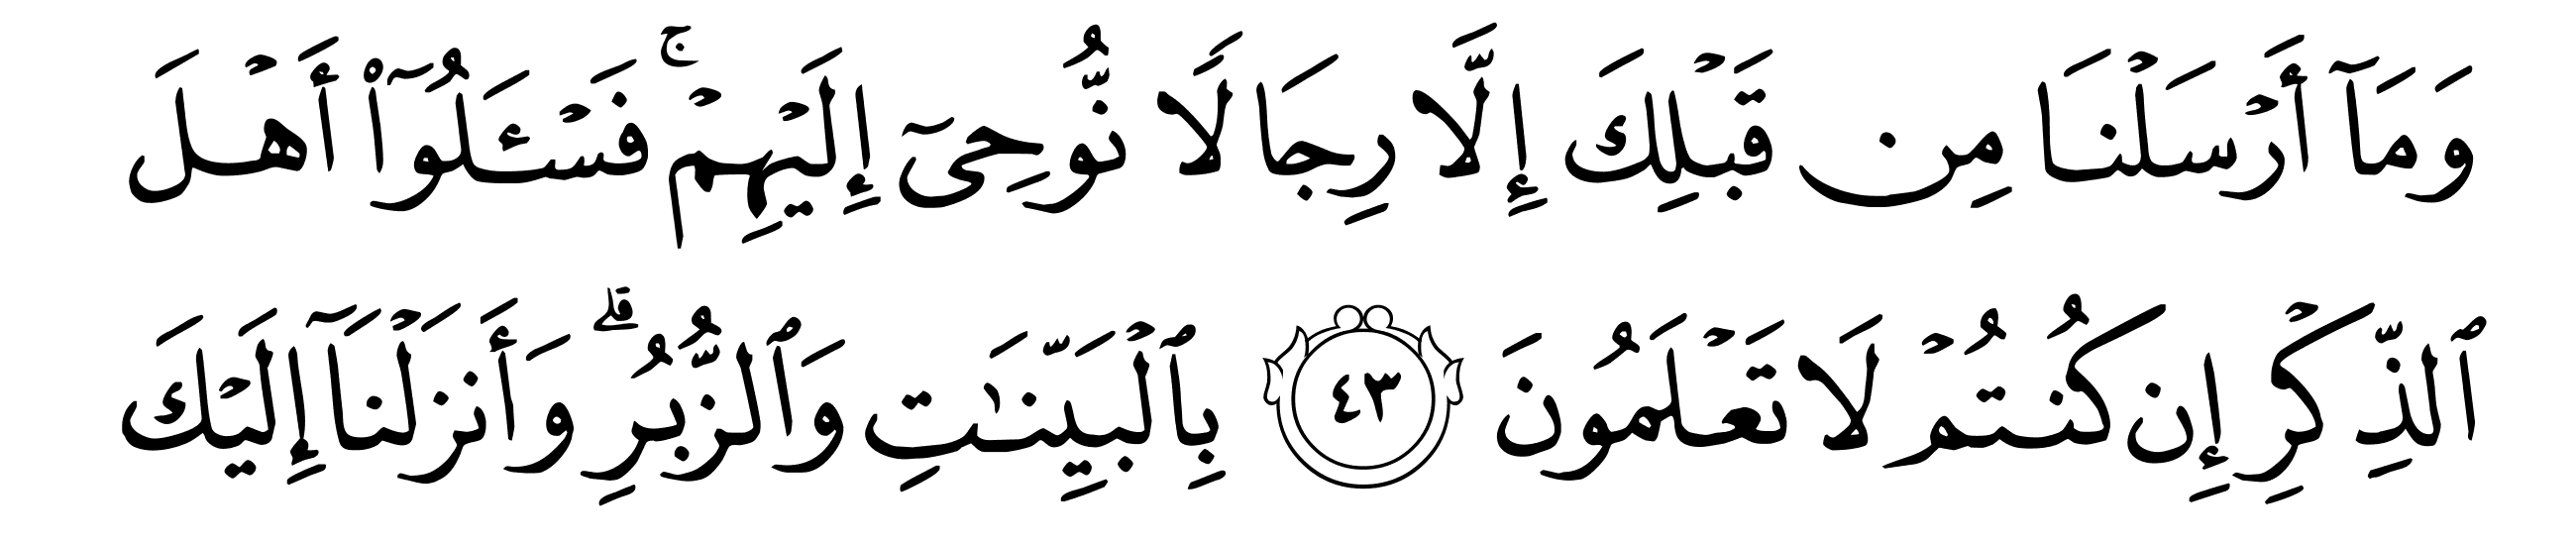 وَمَآ أَرْسَلْنَا مِن قَبْلِكَ إِلَّا رِجَالًا نُّوحِىٓ إِلَيْهِمْ ۚ فَسْـَٔلُوٓا۟ أَهْلَ
ٱلذِّكْرِ إِن كُنتُمْ لَا تَعْلَمُونَ ٤٣ بِٱلْبَيِّنَـٰتِ وَٱلزُّبُرِ ۗ وَأَنزَلْنَآ إِلَيْكَ